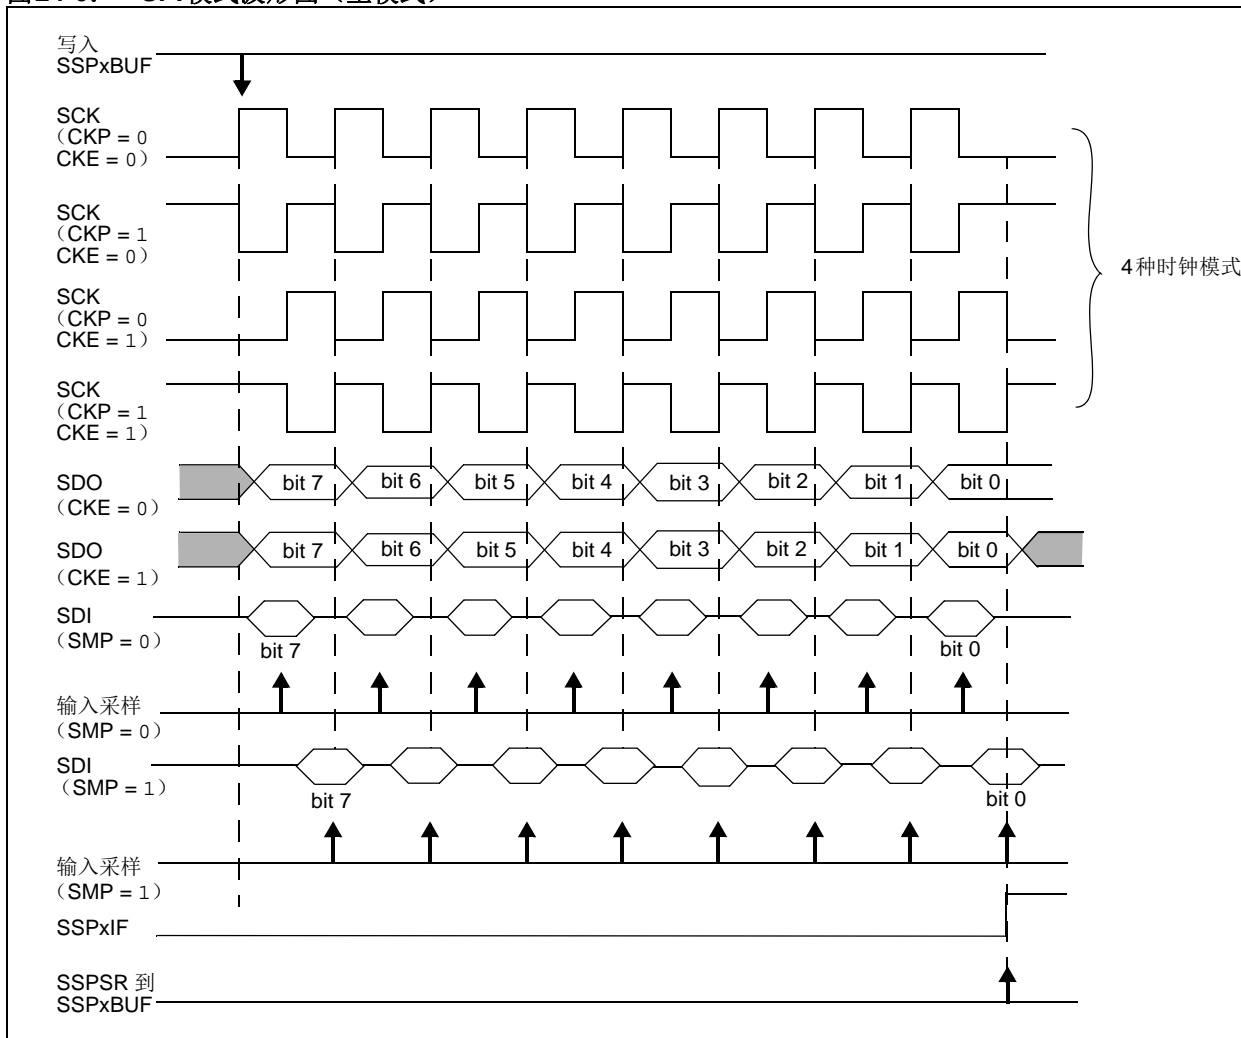 写入
SSPxBUF
SCK
（CKP = 0
CKE = 0）
SCK
（CKP = 1
CKE = 0）
SCK
（CKP = 0
CKE = 1）
SCK
（CKP = 1
CKE = 1）
4种时钟模式
SDO
（CKE = 0）
bit 7 bit 6 bit 5 bit 4 bit 3 bit 2 bit 1 bit 0
SDO
（CKE = 1）
bit 7 bit 6 bit 5 bit 4 bit 3 bit 2 bit 1 bit 0
SDI
（SMP = 0）
bit 7 bit 0
输入采样
（SMP = 0）
SDI
（SMP = 1）
bit 7 bit 0
输入采样
（SMP = 1）
SSPxIF
SSPSR 到
SSPxBUF